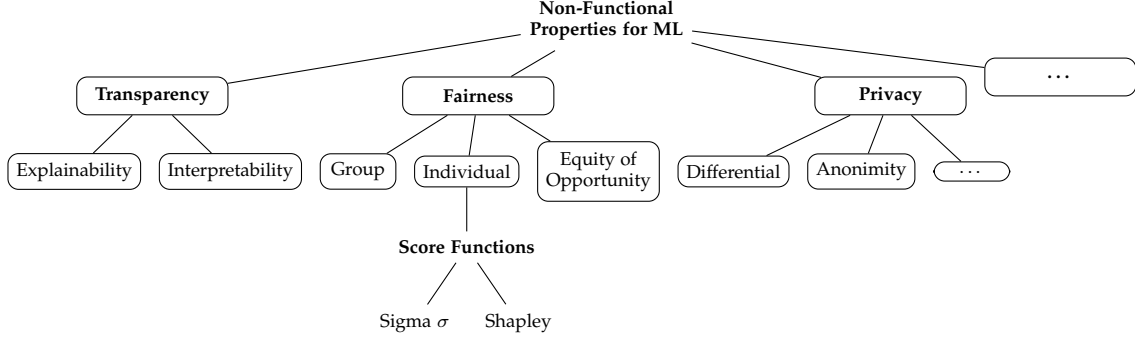 Non-Functional
Properties for ML
Transparency
Fairness
Privacy
...
Explainability
Interpretability
Group
Individual
Equity of
Opportunity
Differential
Anonimity
...
Score Functions
Sigma σ
Shapley